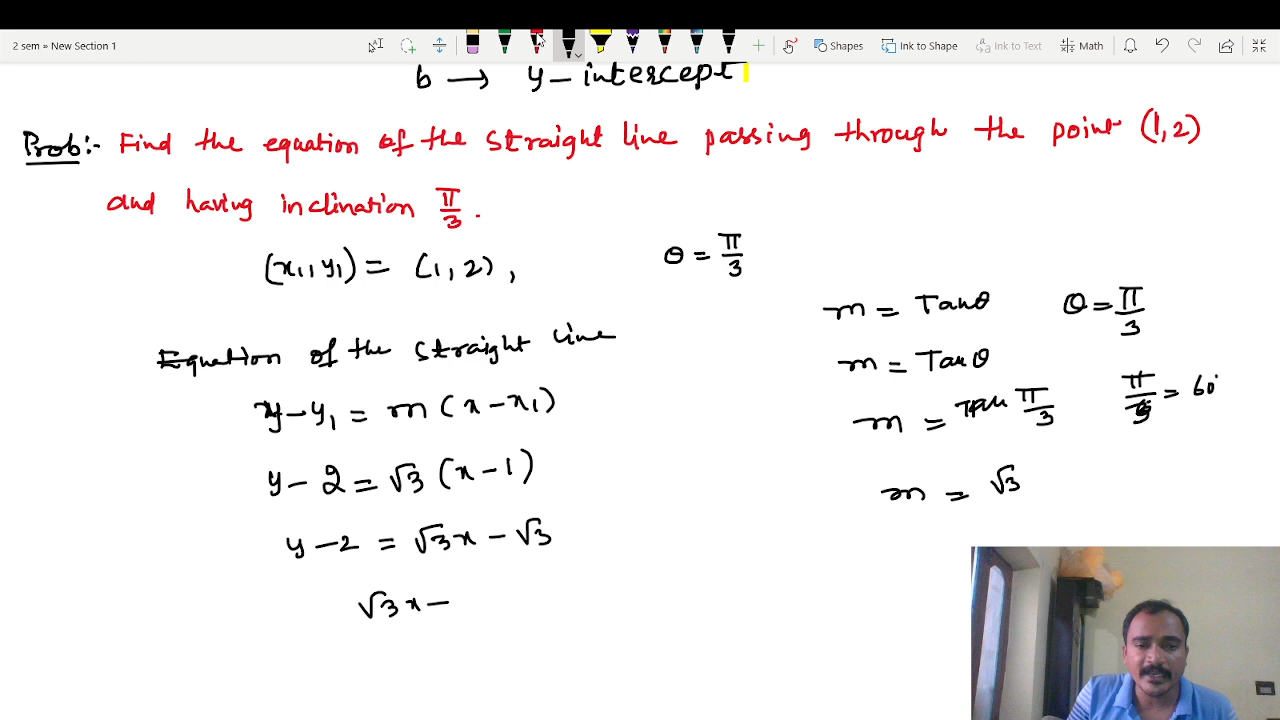 2 sem » New Section 1
Shapes Ink to Shape Ink to Text Math
b → y - intercept
Prob:- Find the equation of the straight line passing through the point (1, 2)
and having inclination π/3.
(x₁, y₁) = (1, 2), θ = π/3
Equation of the straight line
y - y₁ = m (x - x₁)
y - 2 = √3 (x - 1)
y - 2 = √3x - √3
√3x -
m = Tanθ θ = π/3
m = Tanθ
m = Tan π/3 π/3 = 60°
m = √3